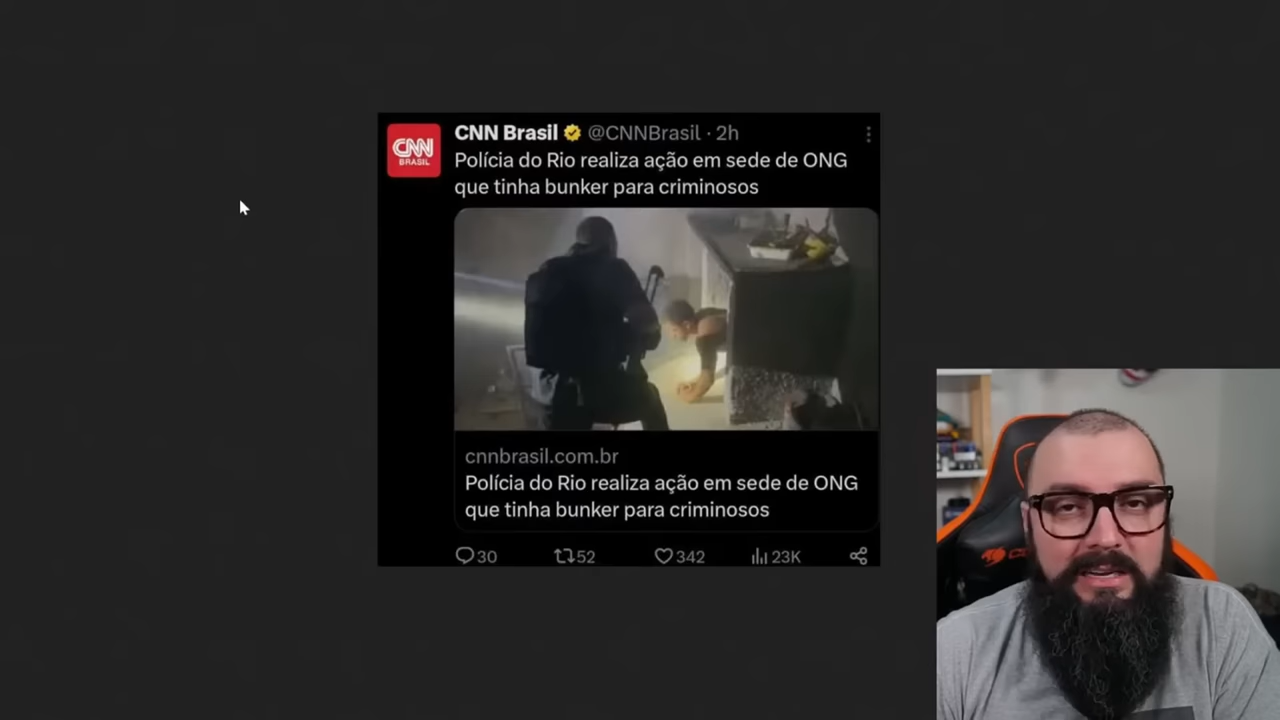 CNN Brasil @CNNBrasil · 2h
CNN
BRASIL
Polícia do Rio realiza ação em sede de ONG
que tinha bunker para criminosos
cnnbrasil.com.br
Polícia do Rio realiza ação em sede de ONG
que tinha bunker para criminosos
30 52 342 23K